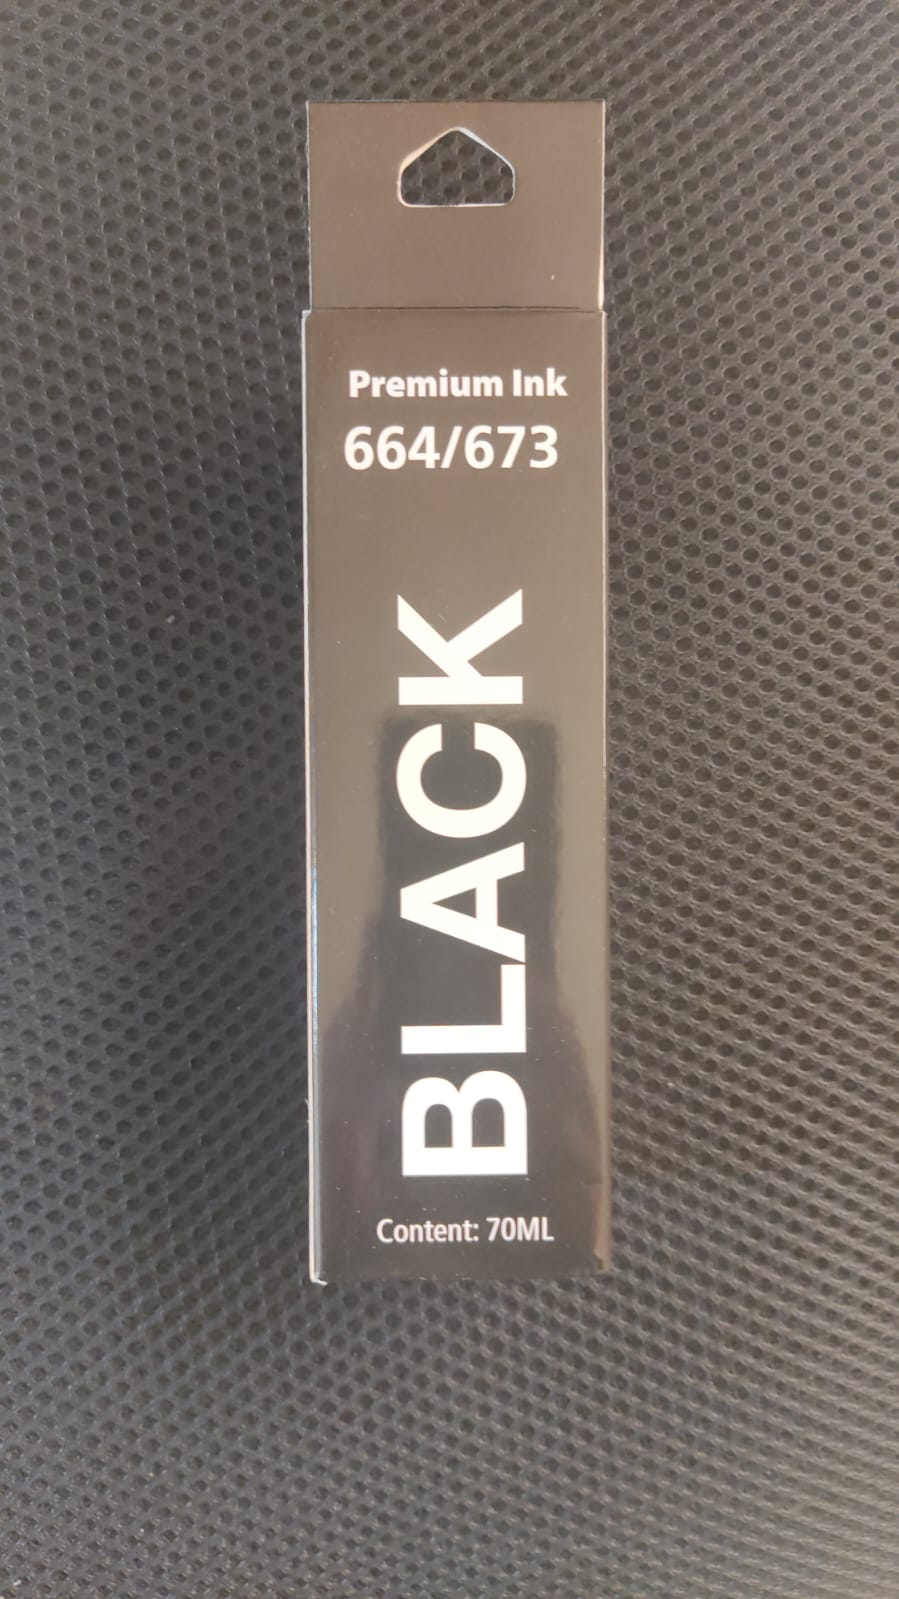 Premium Ink
664/673
BLACK
Content: 70ML